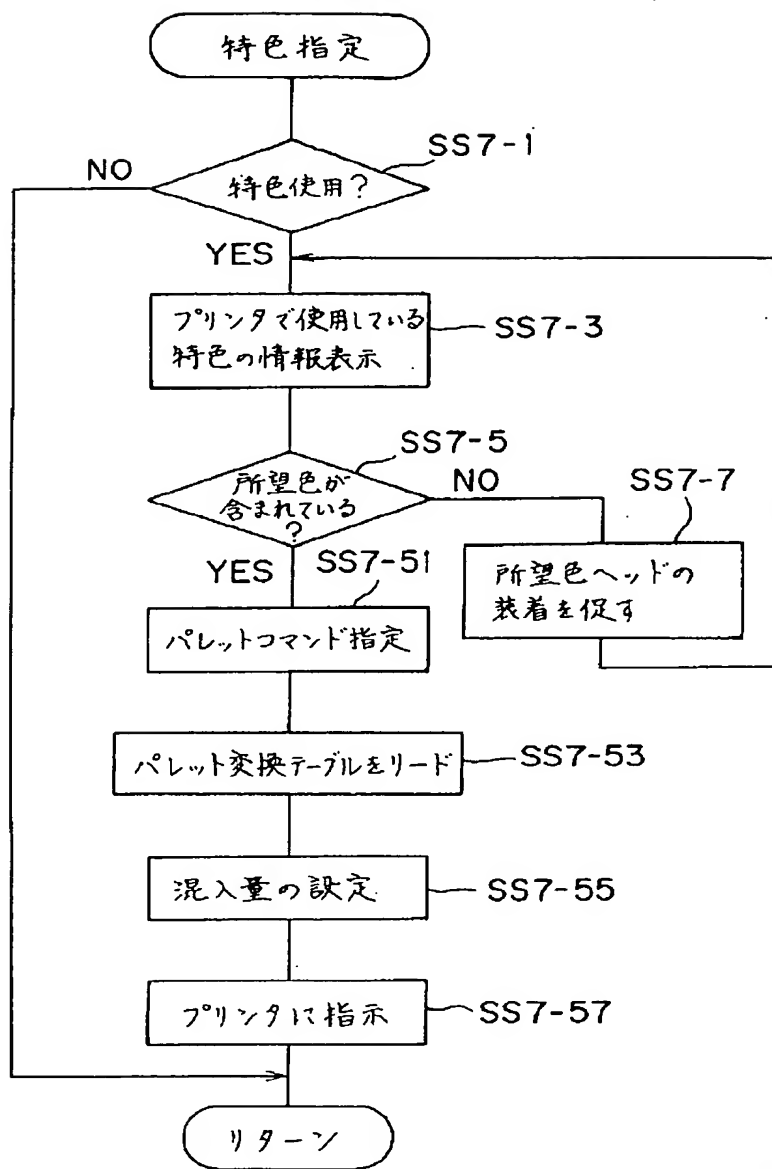 特色指定
SS7-1
NO
特色使用?
YES
プリンタで使用している
特色の情報表示
SS7-3
SS7-5
所望色が
含まれている
?
NO
YES
SS7-7
所望色ヘッドの
装着を促す
SS7-51
パレットコマンド指定
パレット変換テーブルをリード
SS7-53
混入量の設定
SS7-55
プリンタに指示
SS7-57
リターン